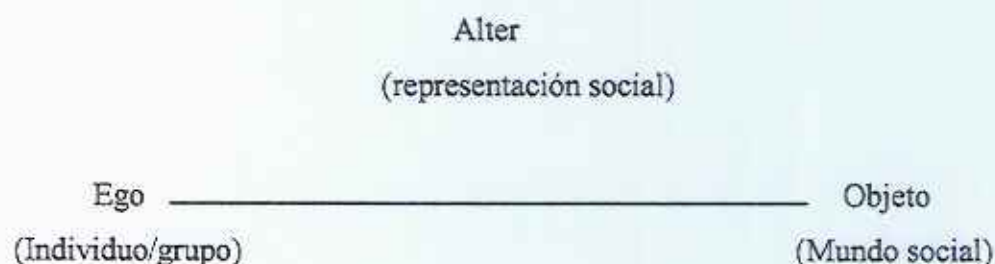 Alter
(representación social)
Ego Objeto
(Individuo/grupo) (Mundo social)